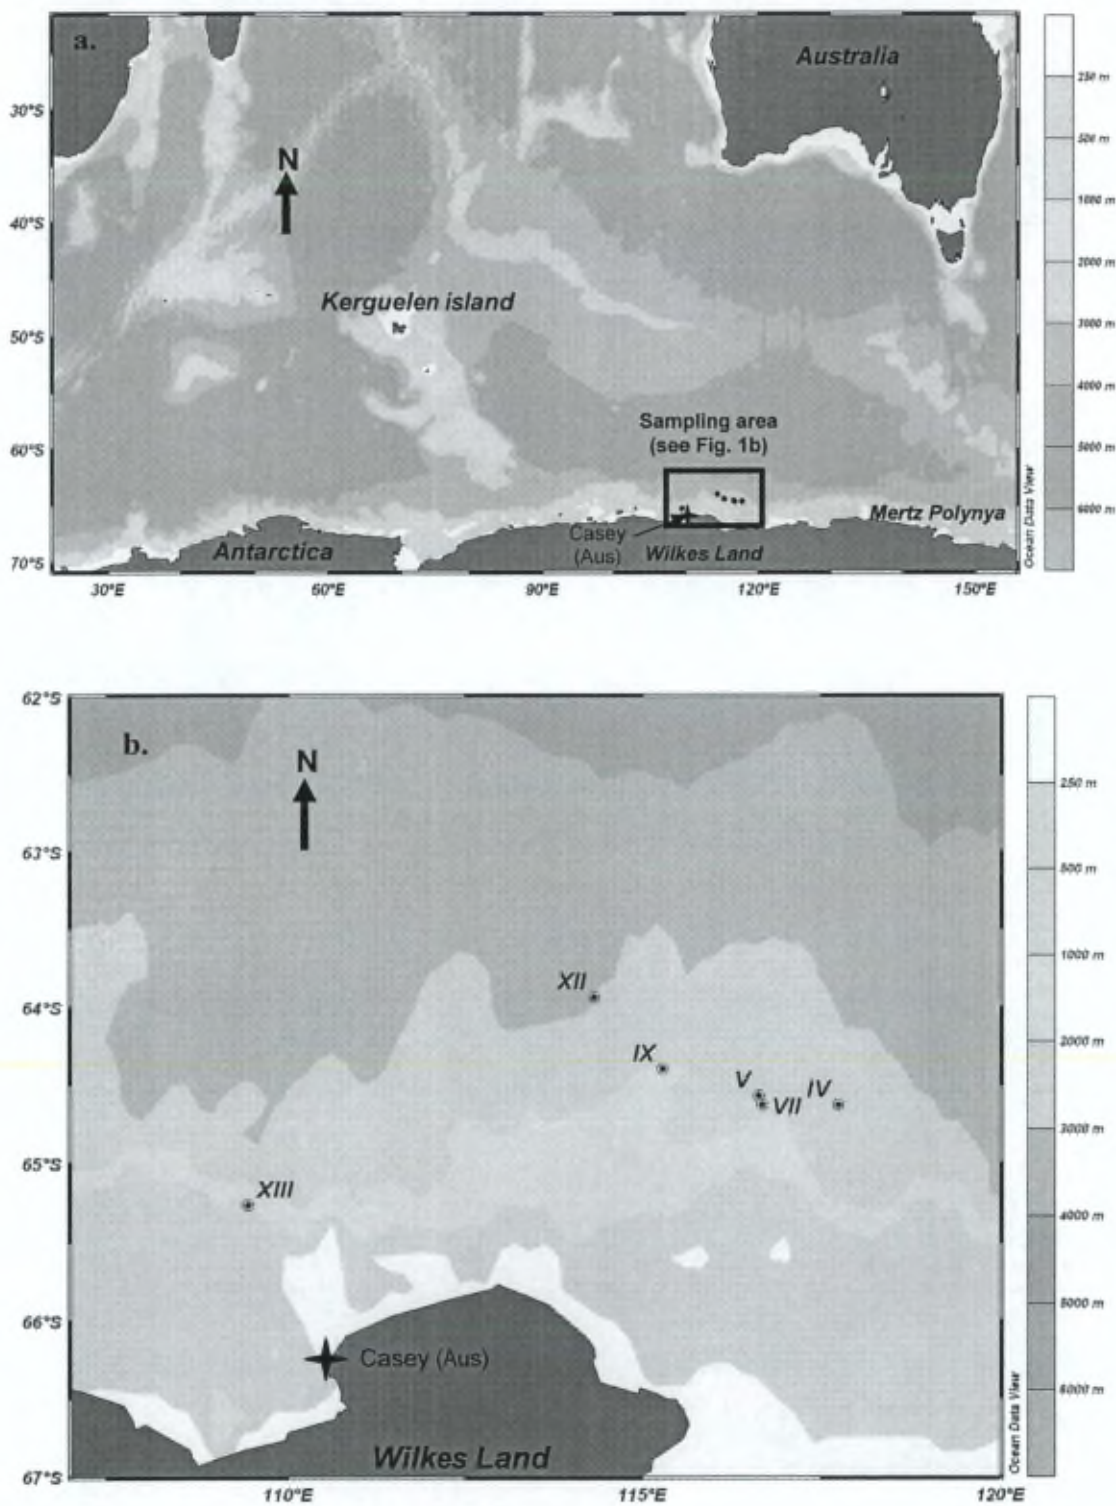 a.
Australia
30°S
N
40°S
Kerguelen island
50°S
Sampling area
(see Fig. 1b)
60°S
Mertz Polynya
Casey
(Aus)
Wilkes Land
Antarctica
70°S
30°E
60°E
90°E
120°E
150°E
250 m
500 m
1000 m
2000 m
3000 m
4000 m
5000 m
6000 m
Ocean Data View
62°S
b.
N
63°S
XII
64°S
IX
V
IV
VII
65°S
XIII
66°S
Casey (Aus)
Wilkes Land
67°S
110°E
115°E
120°E
250 m
500 m
1000 m
2000 m
3000 m
4000 m
5000 m
6000 m
Ocean Data View